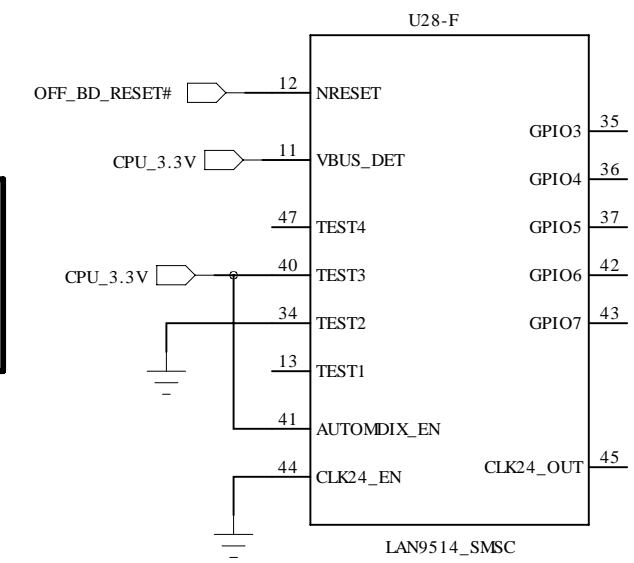 U28-F
OFF_BD_RESET# 12 NRESET
GPIO3 35
CPU_3.3V 11 VBUS_DET
GPIO4 36
47 TEST4
GPIO5 37
CPU_3.3V 40 TEST3
GPIO6 42
34 TEST2
GPIO7 43
13 TEST1
41 AUTOMDIX_EN
44 CLK24_EN
CLK24_OUT 45
LAN9514_SMSC